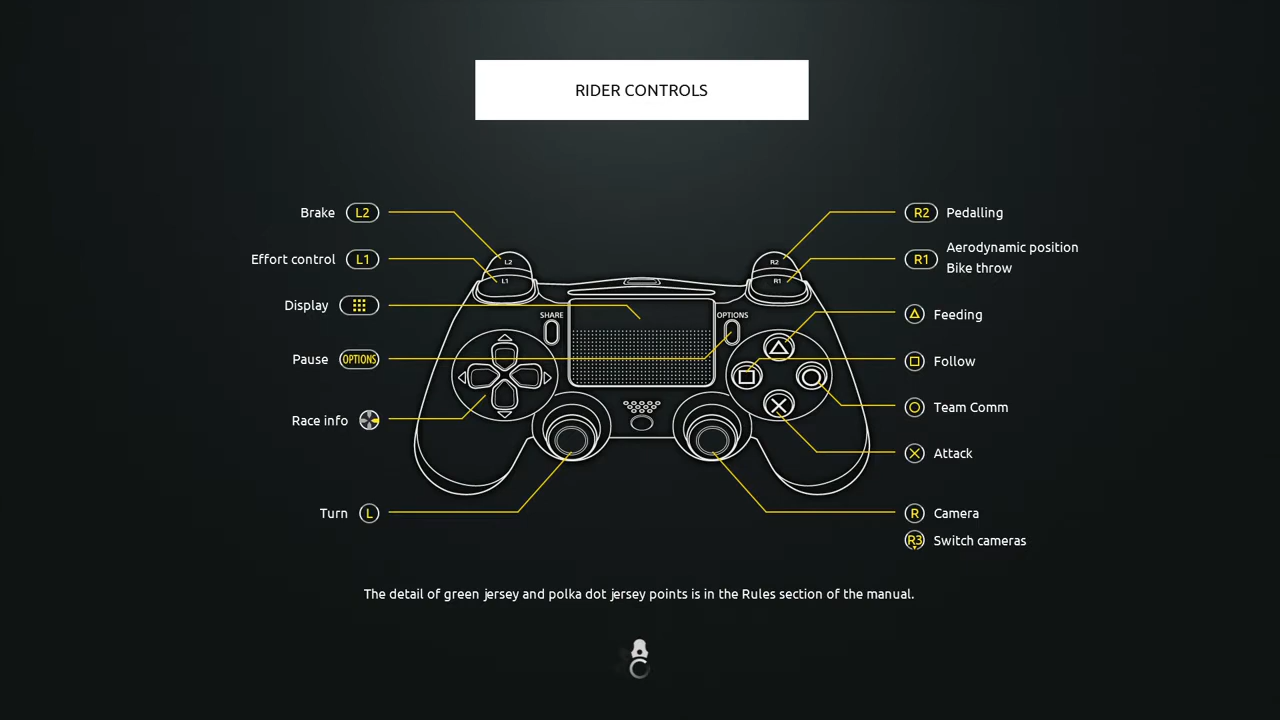 RIDER CONTROLS
Brake L2
Effort control L1
Display
Pause OPTIONS
Race info
Turn L
L2
L1
SHARE
OPTIONS
R2
R1
R2 Pedalling
R1 Aerodynamic position
Bike throw
Feeding
Follow
Team Comm
Attack
R Camera
R3 Switch cameras
The detail of green jersey and polka dot jersey points is in the Rules section of the manual.